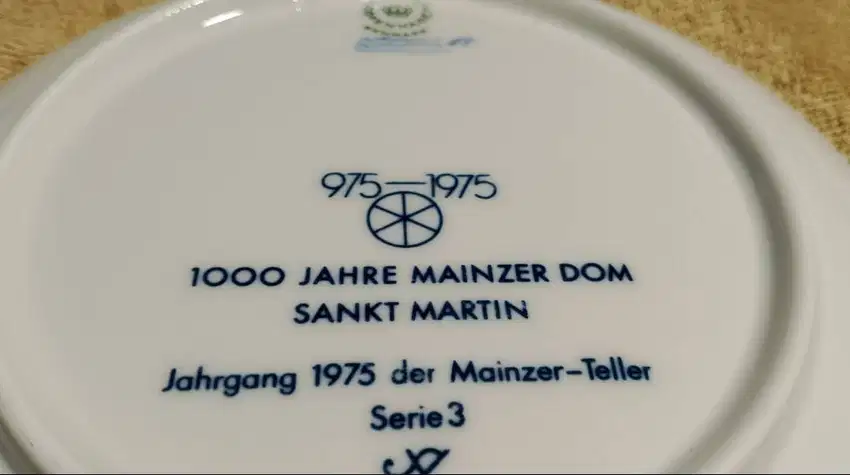 975—1975
1000 JAHRE MAINZER DOM
SANKT MARTIN
Jahrgang 1975 der Mainzer-Teller
Serie 3